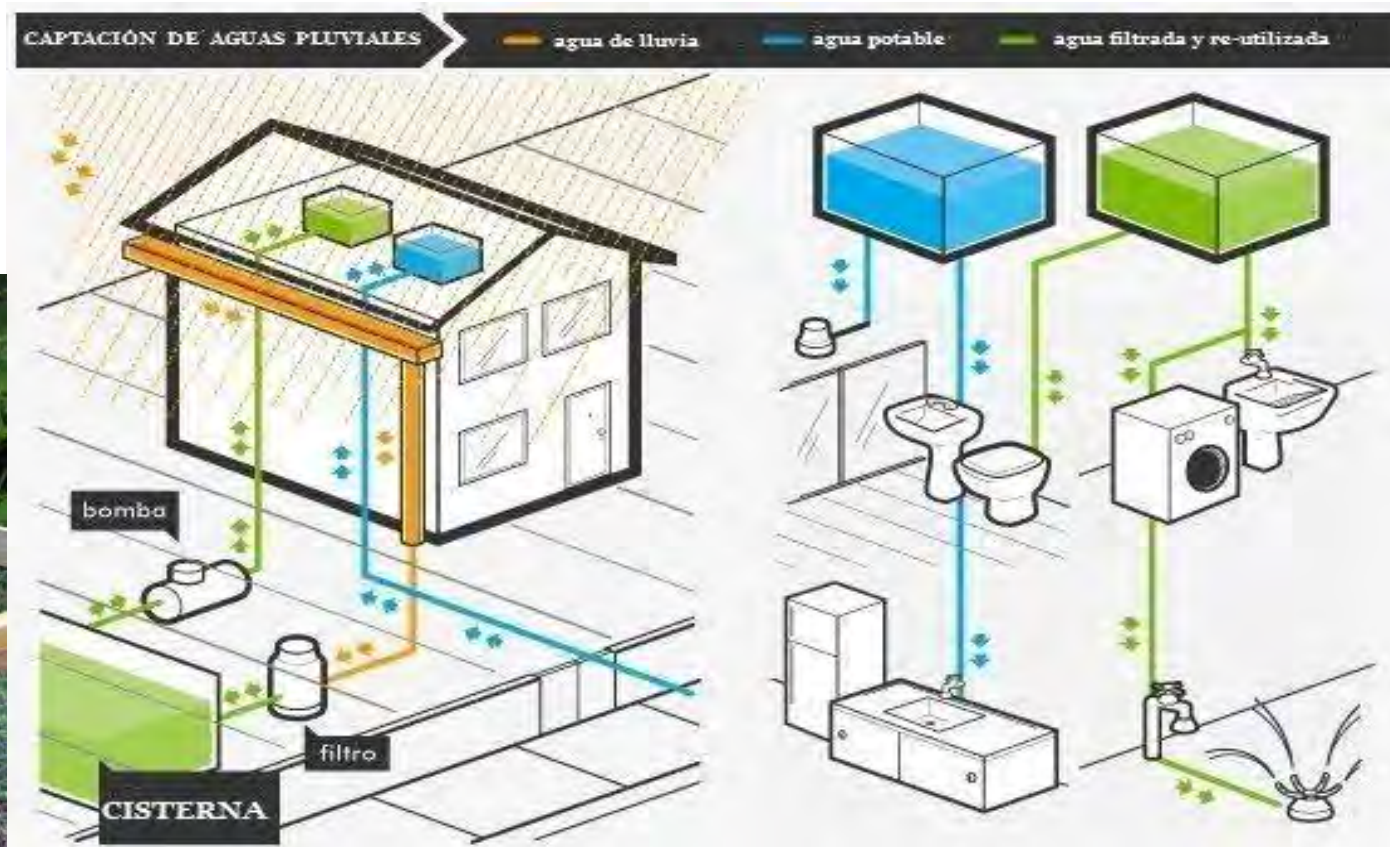 CAPTACIÓN DE AGUAS PLUVIALES
agua de lluvia
agua potable
agua filtrada y re-utilizada
bomba
filtro
CISTERNA